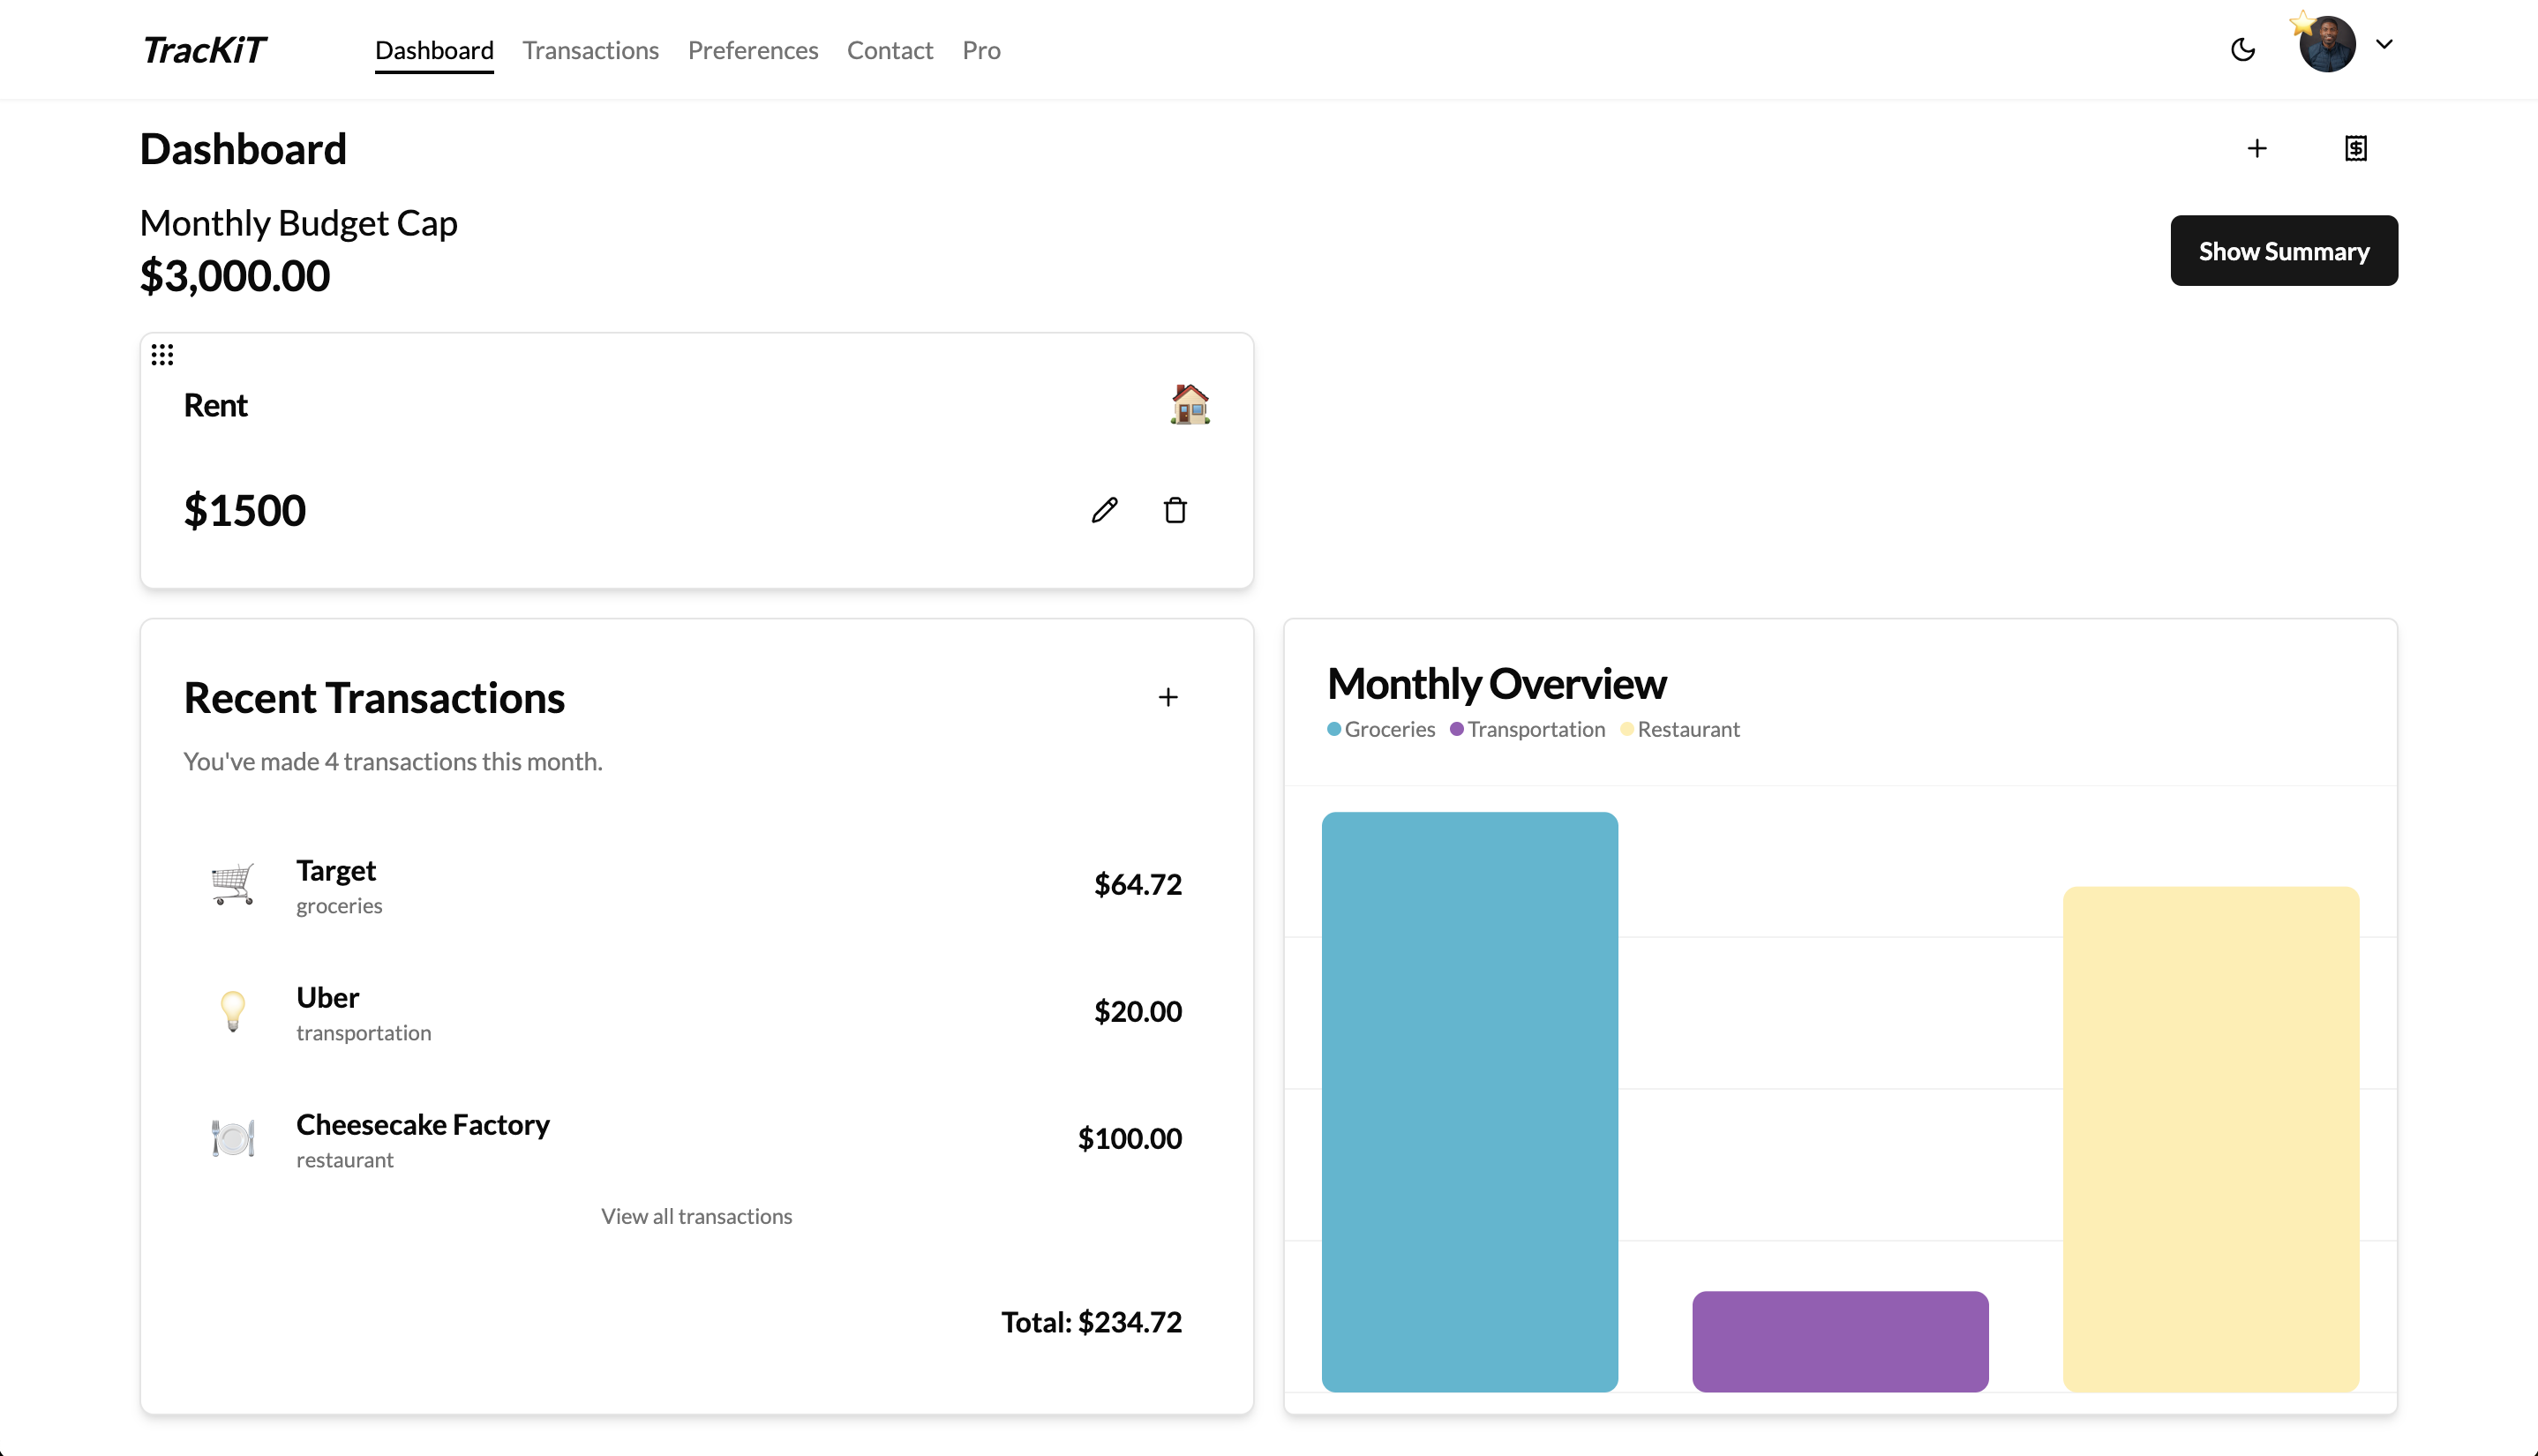 TracKiT
Dashboard Transactions Preferences Contact Pro
Dashboard
Monthly Budget Cap
$3,000.00
Show Summary
Rent
$1500
Recent Transactions
You've made 4 transactions this month.
Target
groceries
$64.72
Uber
transportation
$20.00
Cheesecake Factory
restaurant
$100.00
View all transactions
Total: $234.72
Monthly Overview
Groceries Transportation Restaurant